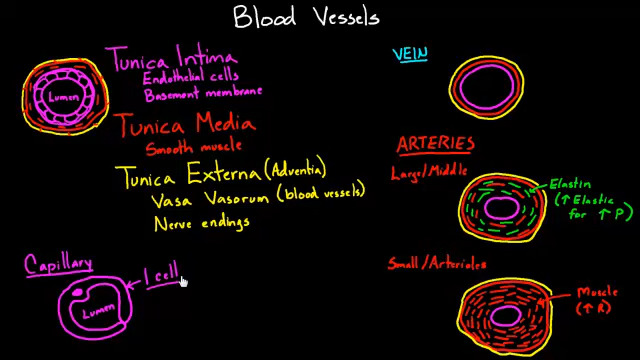 Blood Vessels
Tunica Intima
Endothelial cells
Basement membrane
Lumen
Tunica Media
Smooth muscle
Tunica Externa (Adventia)
Vasa Vasorum (blood vessels)
Nerve endings
Capillary
1 cell
Lumen
VEIN
ARTERIES
Large/Middle
Elastin
(↑ Elastic
for ↑ P)
Small/Arterioles
Muscle
(↑ R)